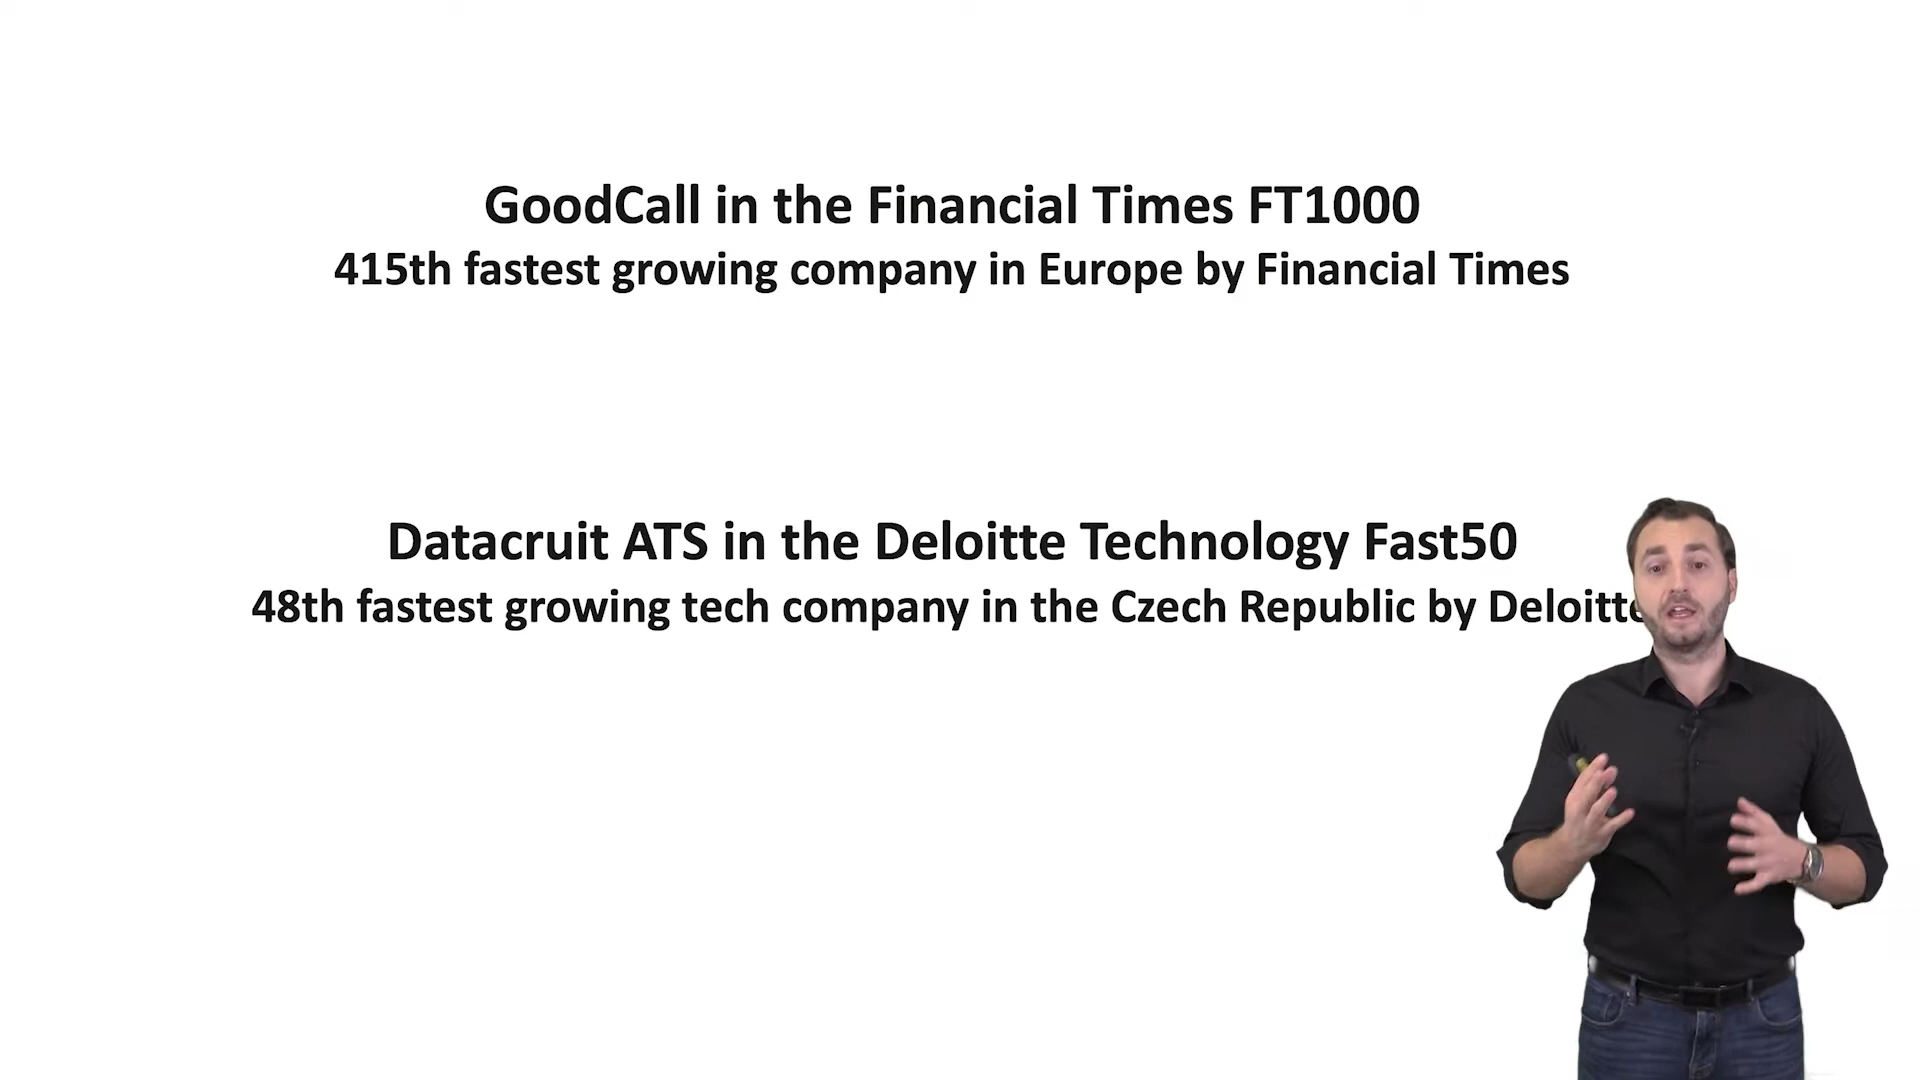 GoodCall in the Financial Times FT1000
415th fastest growing company in Europe by Financial Times
Datacruit ATS in the Deloitte Technology Fast50
48th fastest growing tech company in the Czech Republic by Deloitte